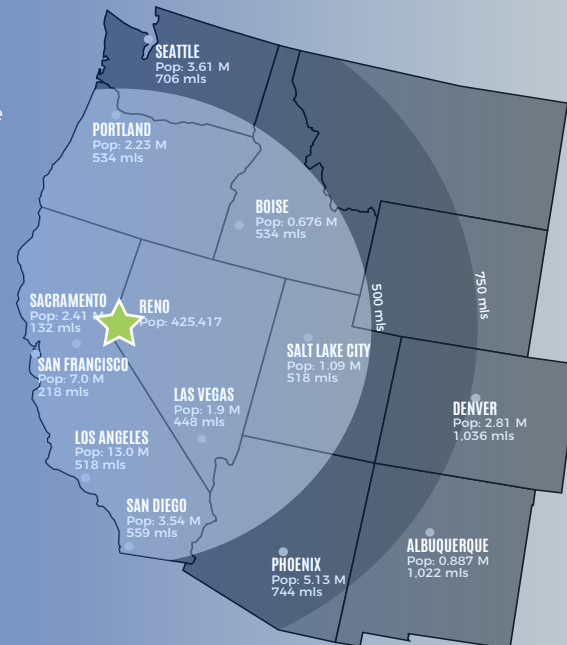 SEATTLE
Pop: 3.61 M
706 mls
e
PORTLAND
Pop: 2.23 M
534 mls
BOISE
Pop: 0.676 M
534 mls
SACRAMENTO
Pop: 2.41 M
132 mls
RENO
Pop: 425,417
500 mls
750 mls
SAN FRANCISCO
Pop: 7.0 M
218 mls
SALT LAKE CITY
Pop: 1.09 M
518 mls
LAS VEGAS
Pop: 1.9 M
448 mls
DENVER
Pop: 2.81 M
1,036 mls
LOS ANGELES
Pop: 13.0 M
518 mls
SAN DIEGO
Pop: 3.54 M
559 mls
PHOENIX
Pop: 5.13 M
744 mls
ALBUQUERQUE
Pop: 0.887 M
1,022 mls